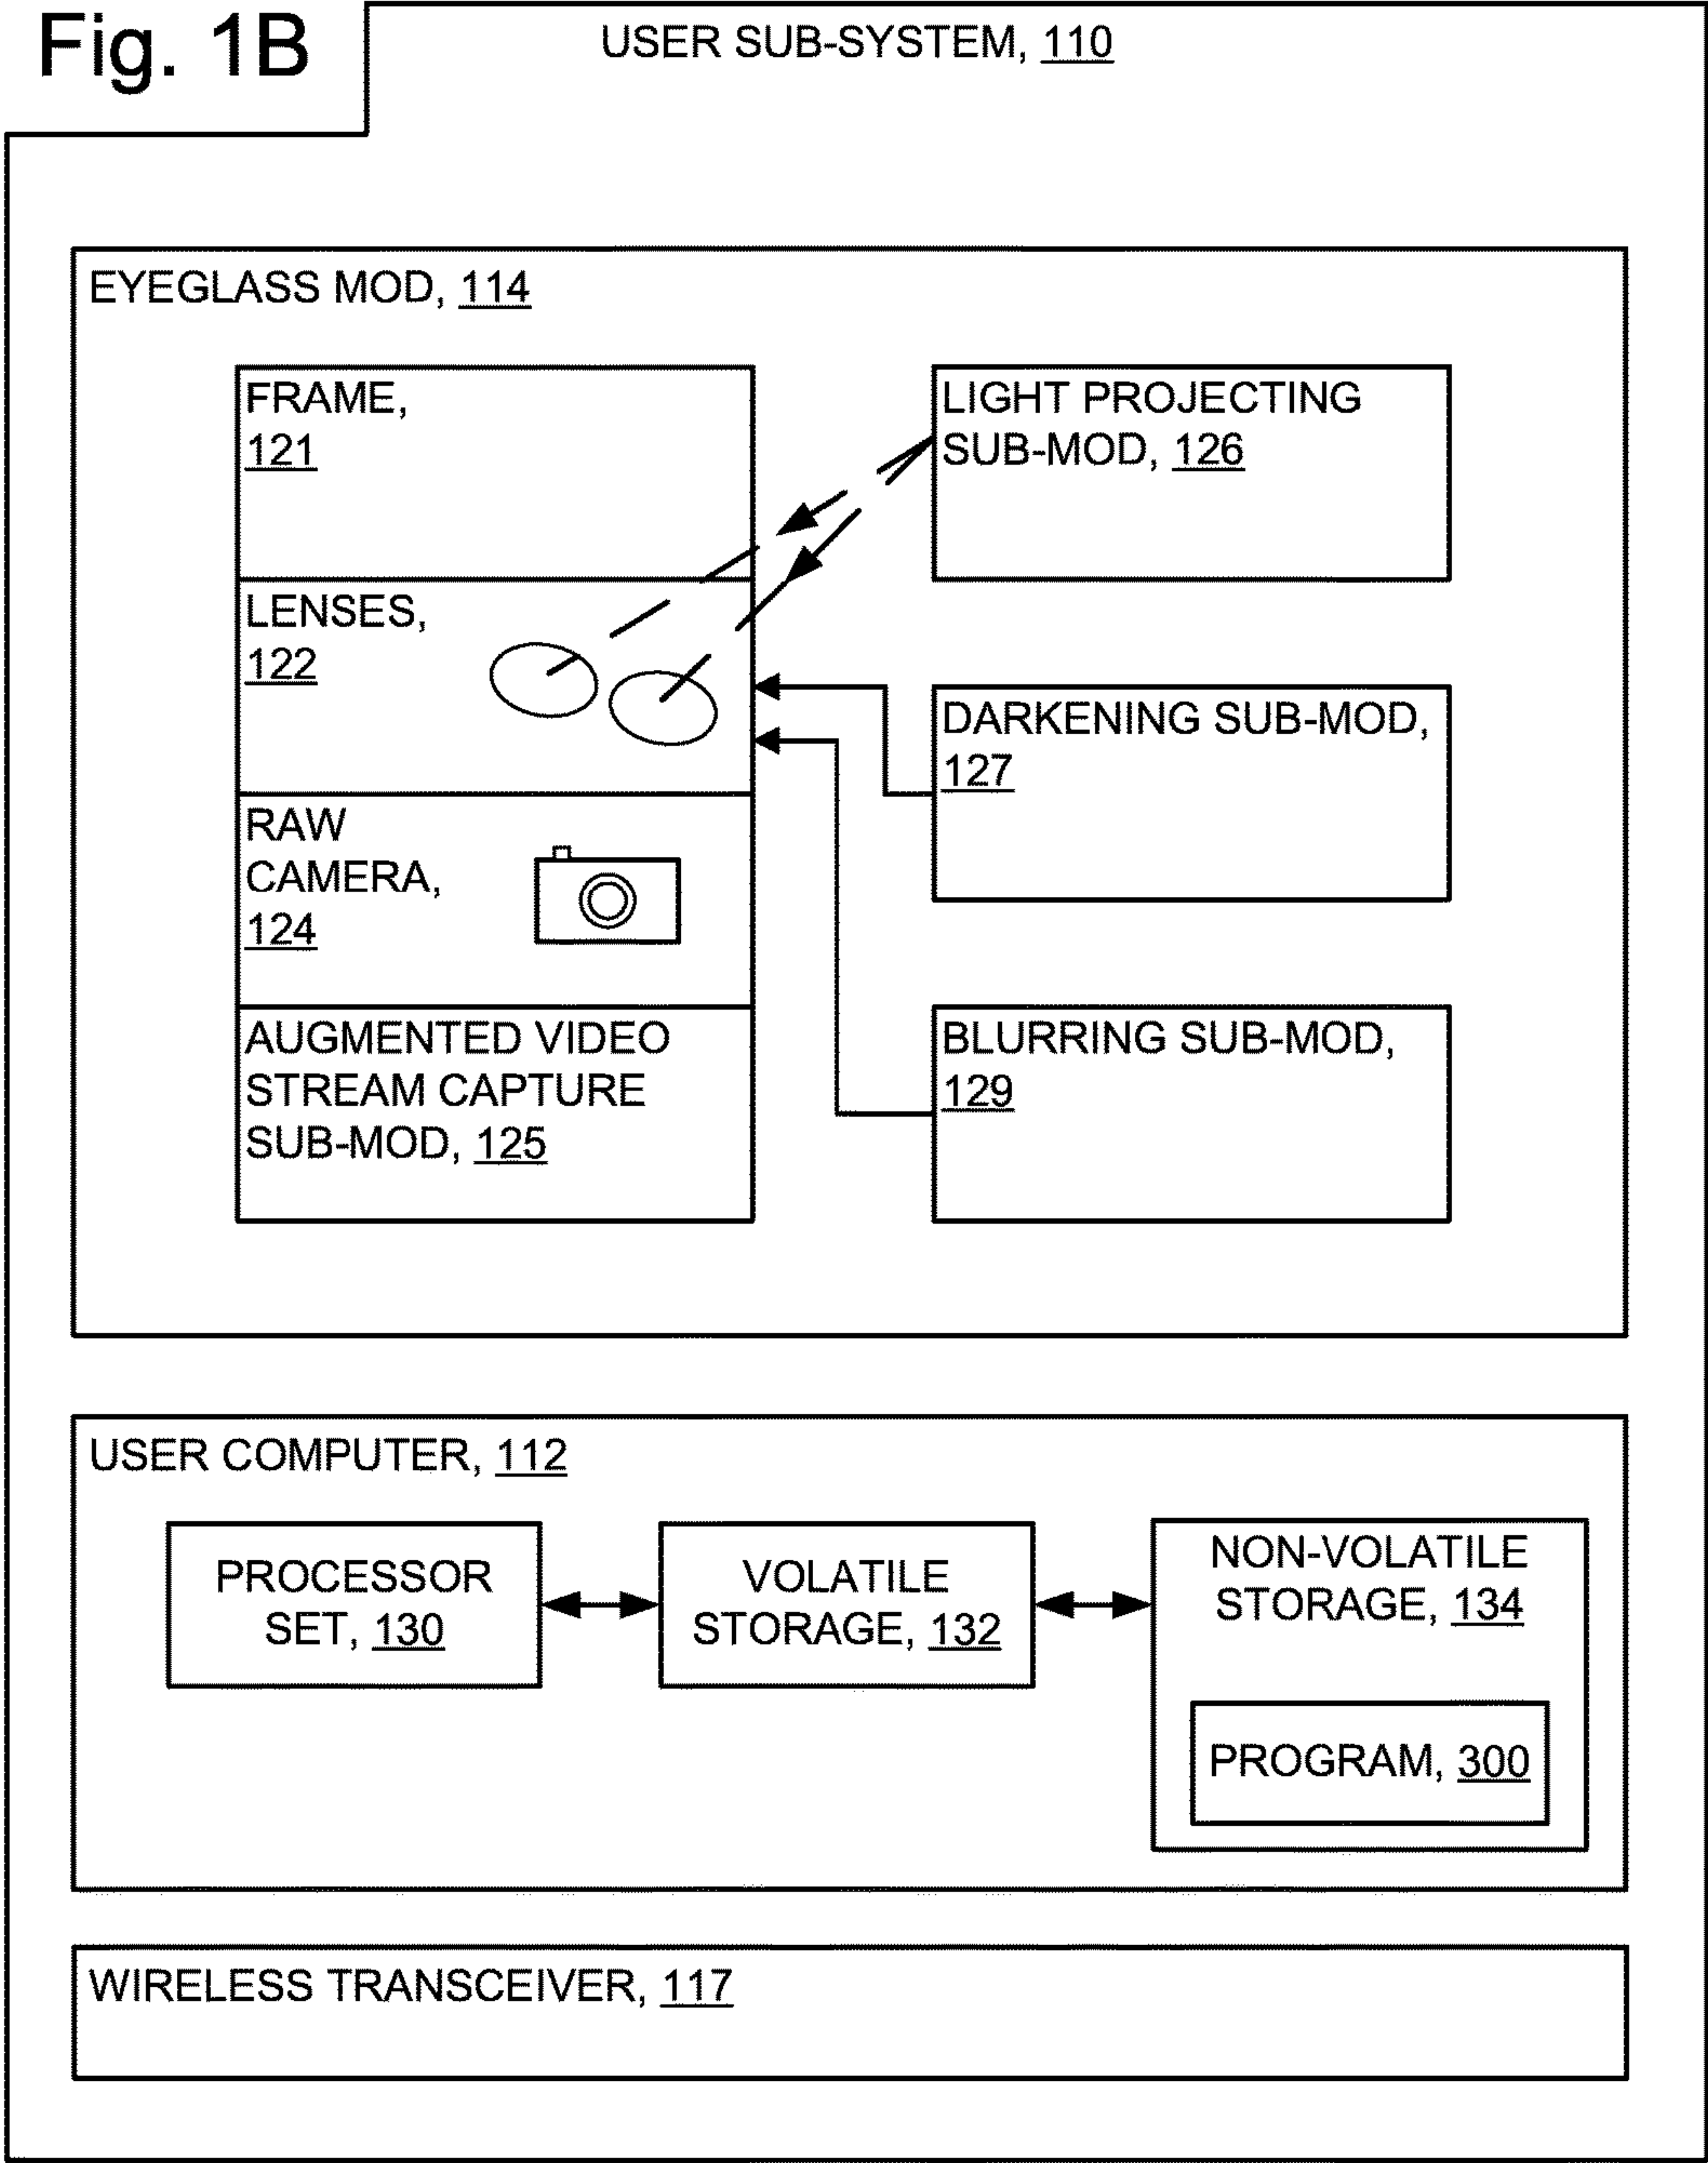 Fig. 1B
USER SUB-SYSTEM, 110
EYEGLASS MOD, 114
FRAME,
121
LIGHT PROJECTING
SUB-MOD, 126
LENSES,
122
DARKENING SUB-MOD,
127
RAW
CAMERA,
124
AUGMENTED VIDEO
STREAM CAPTURE
SUB-MOD, 125
BLURRING SUB-MOD,
129
USER COMPUTER, 112
PROCESSOR
SET, 130
VOLATILE
STORAGE, 132
NON-VOLATILE
STORAGE, 134
PROGRAM, 300
WIRELESS TRANSCEIVER, 117